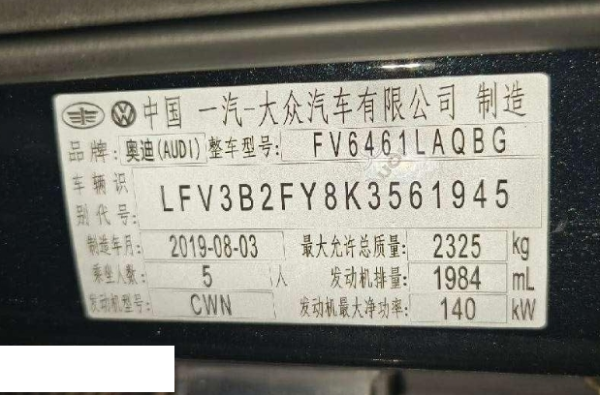 中国 一汽-大众汽车有限公司 制造
品牌: 奥迪(AUDI) 整车型号: FV6461LAQBG
车辆识别代号: LFV3B2FY8K3561945
制造年月: 2019-08-03 最大允许总质量: 2325 kg
乘坐人数: 5 人 发动机排量: 1984 mL
发动机型号: CWN 发动机最大净功率: 140 kW